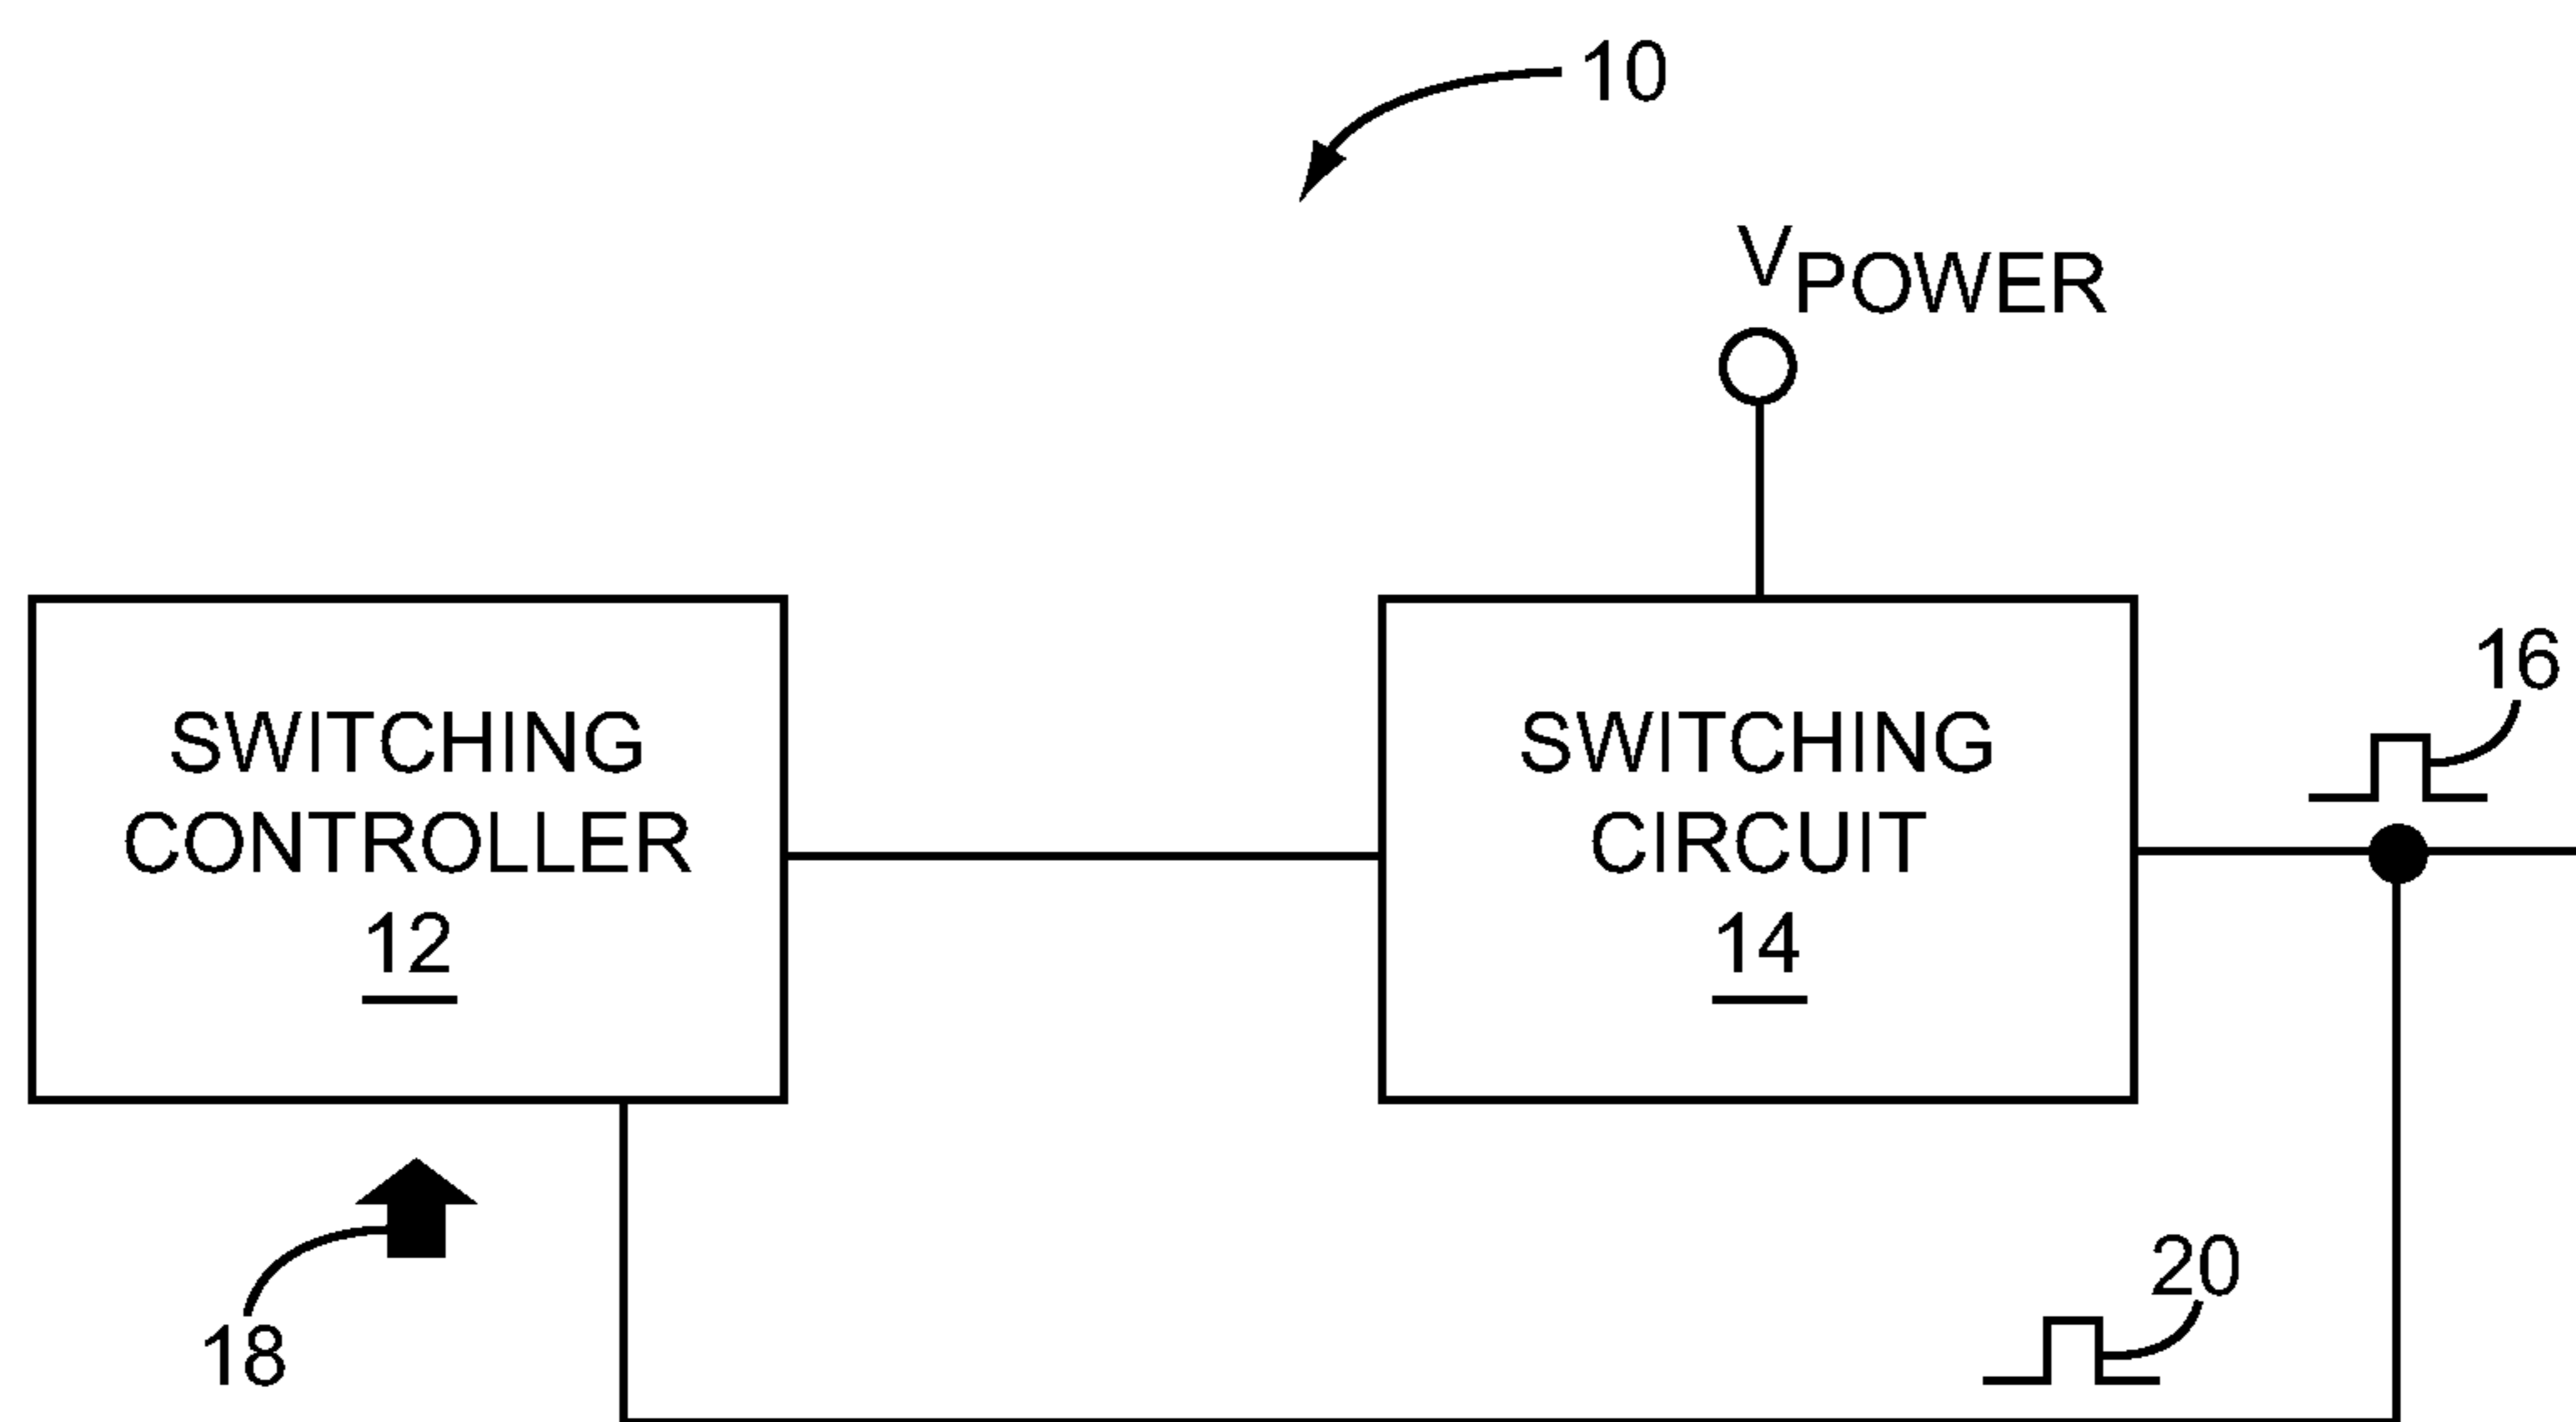 10
VPOWER
SWITCHING
CONTROLLER
12
SWITCHING
CIRCUIT
14
16
18
20